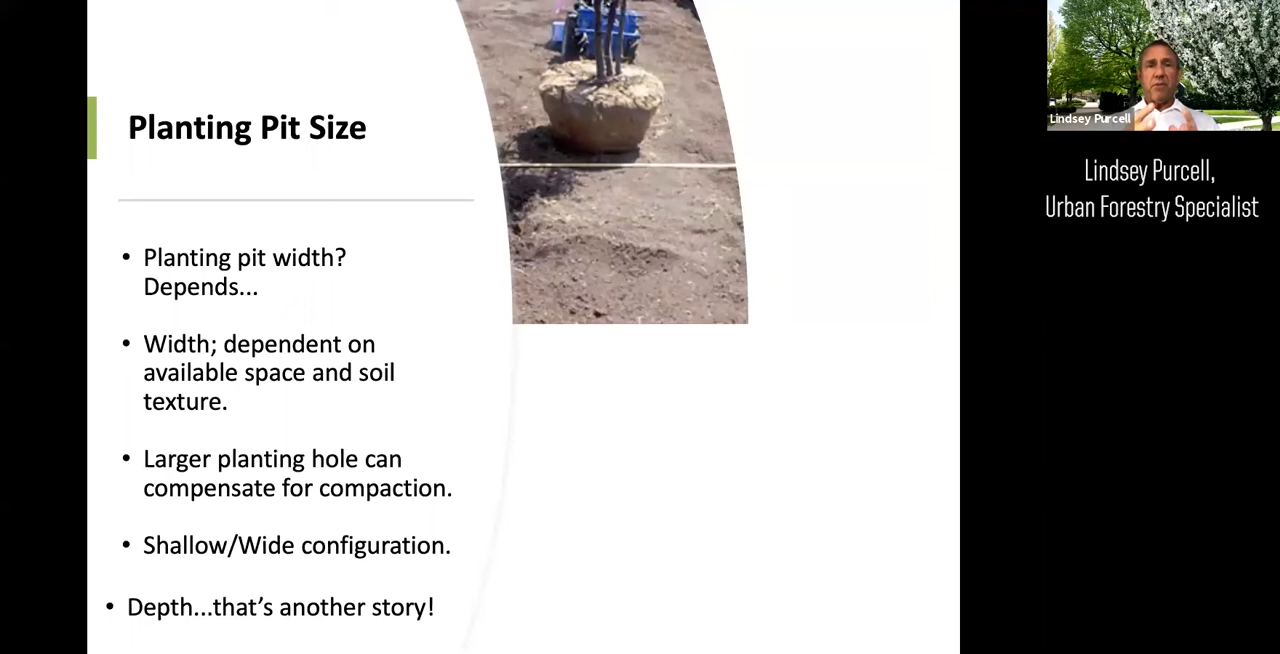 Planting Pit Size
• Planting pit width?
Depends...
• Width; dependent on
available space and soil
texture.
• Larger planting hole can
compensate for compaction.
• Shallow/Wide configuration.
• Depth...that's another story!
Lindsey Purcell
Lindsey Purcell,
Urban Forestry Specialist